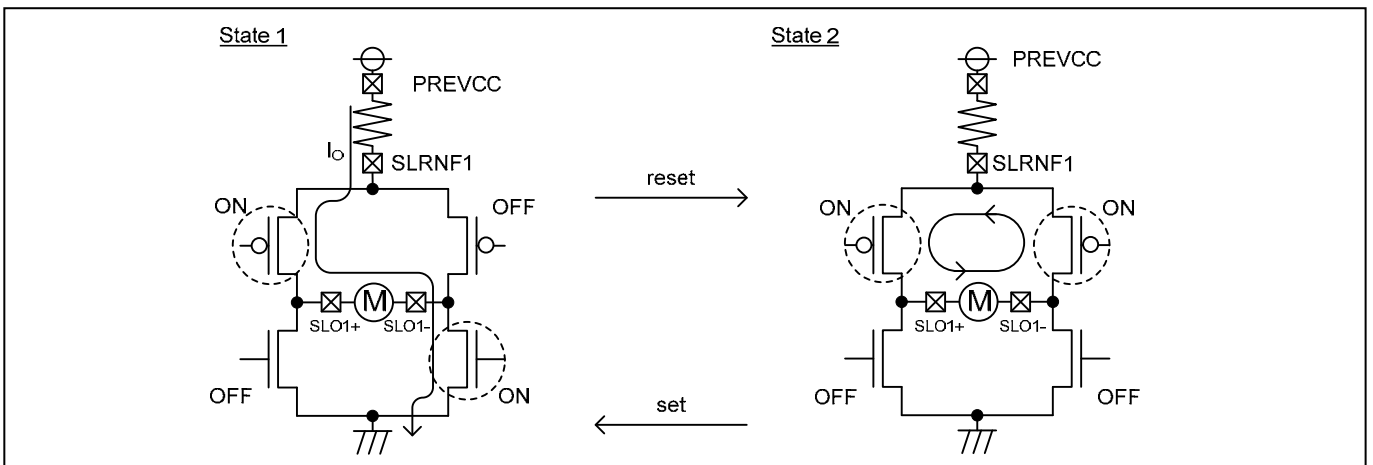 State 1
PREVCC
I_O
SLRNF1
ON
OFF
M
SLO1+
SLO1-
OFF
ON
reset
set
State 2
PREVCC
SLRNF1
ON
ON
M
SLO1+
SLO1-
OFF
OFF